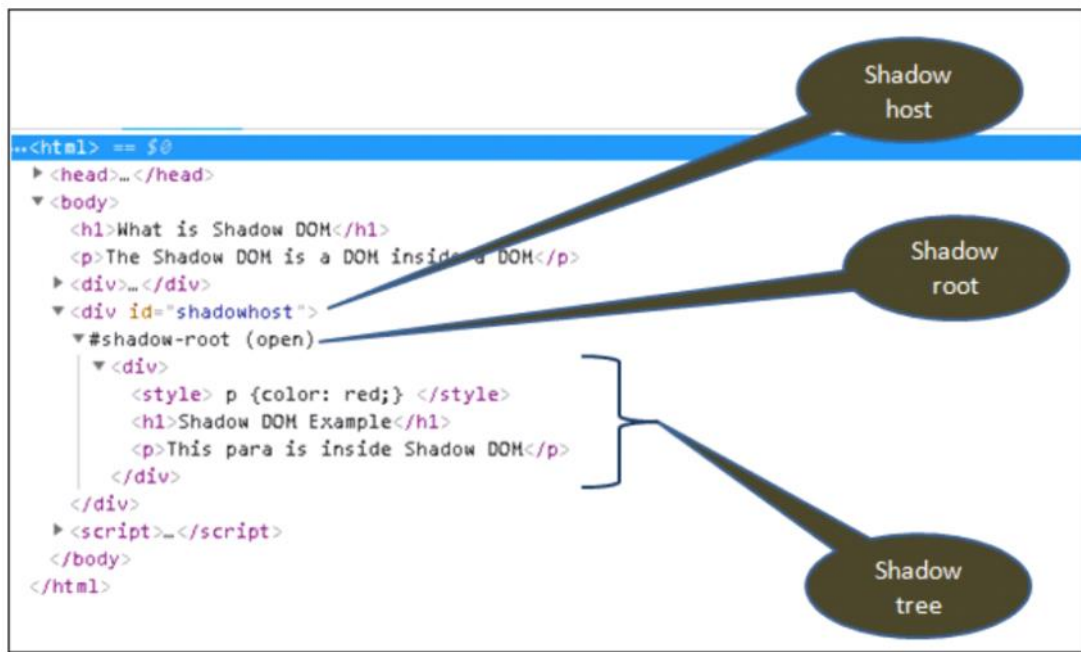 Shadow
host
…<html> == $0
▶<head>…</head>
▼<body>
<h1>What is Shadow DOM</h1>
<p>The Shadow DOM is a DOM inside a DOM</p>
▶<div>…</div>
Shadow
root
▼<div id="shadowhost">
▼#shadow-root (open)
▼<div>
<style> p {color: red;} </style>
<h1>Shadow DOM Example</h1>
<p>This para is inside Shadow DOM</p>
</div>
</div>
▶<script>…</script>
</body>
</html>
Shadow
tree